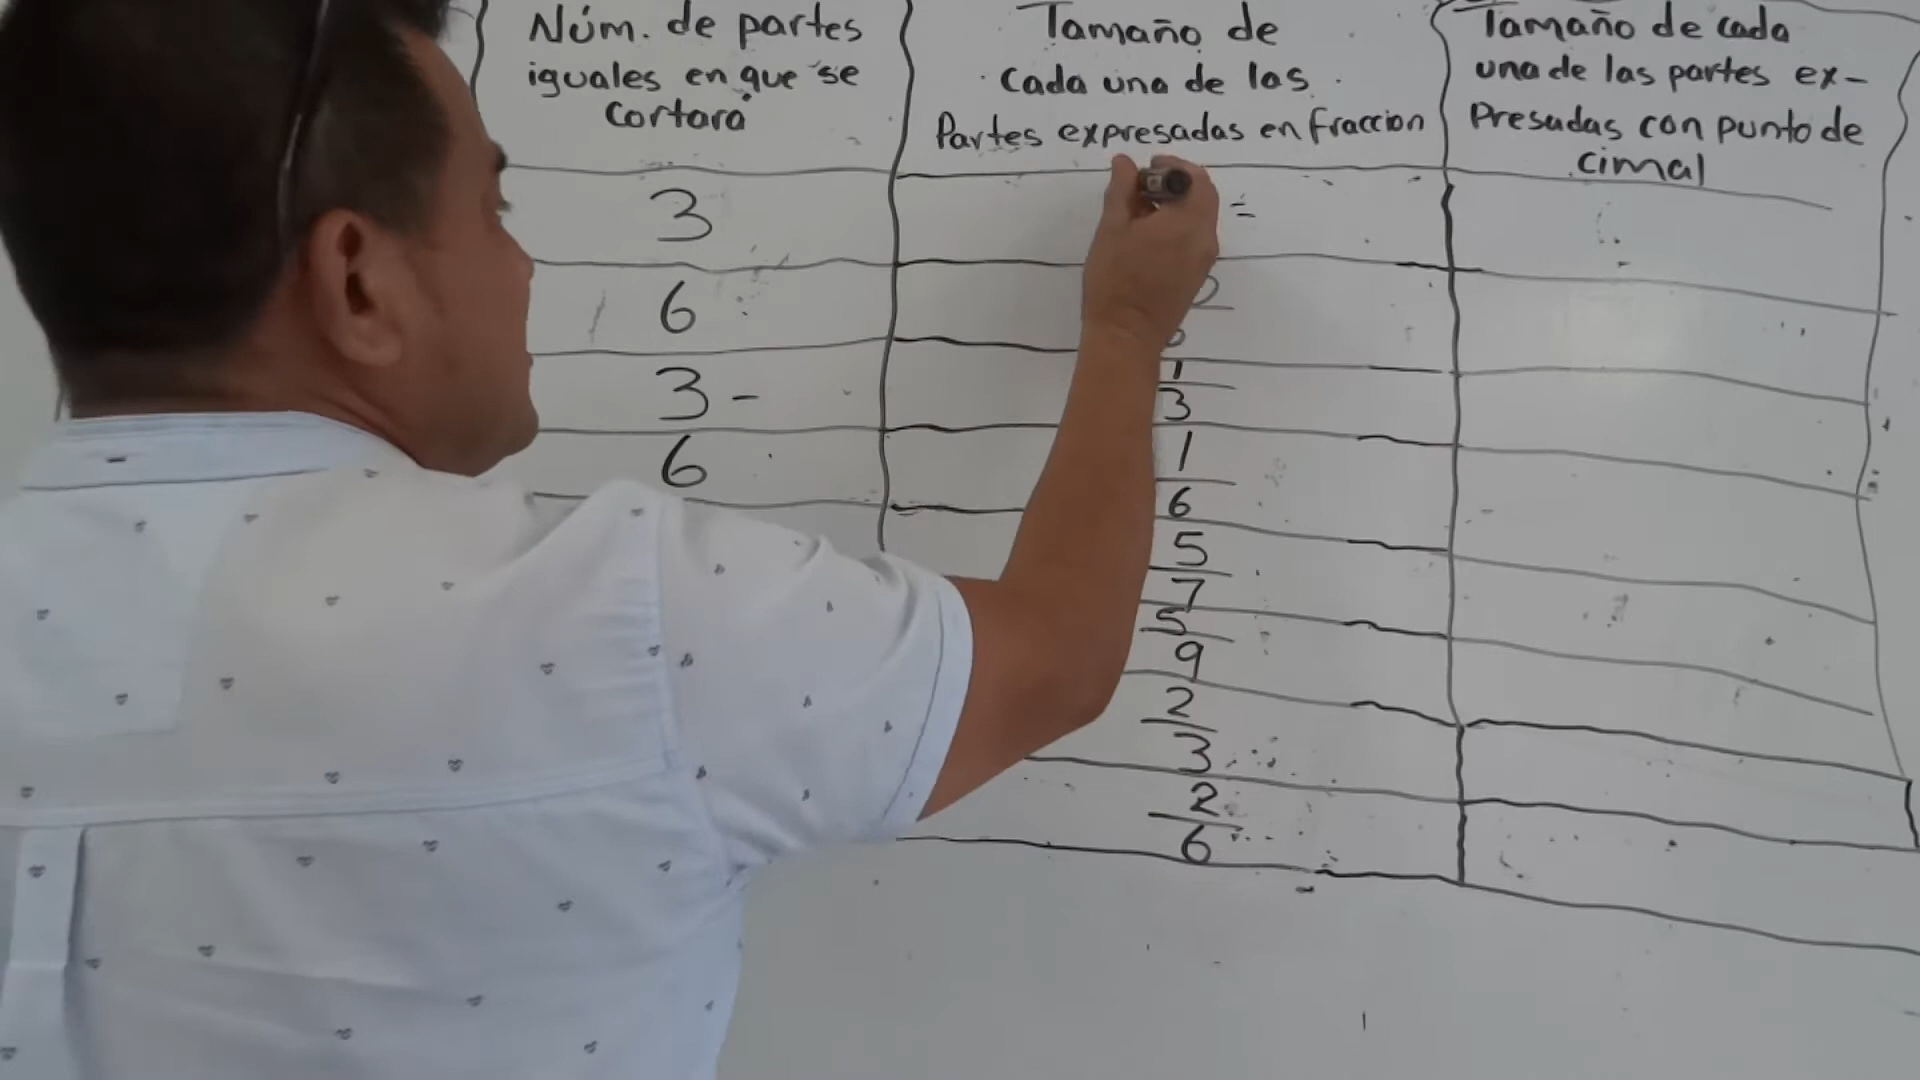 Núm. de partes
iguales en que se
cortará
Tamaño de
cada una de las
Partes expresadas en fraccion
Tamaño de cada
una de las partes ex-
Presadas con punto de
cimal
3
=
6
2
3 -
1
3
6
1
6
5
7
5
9
2
3
2
6